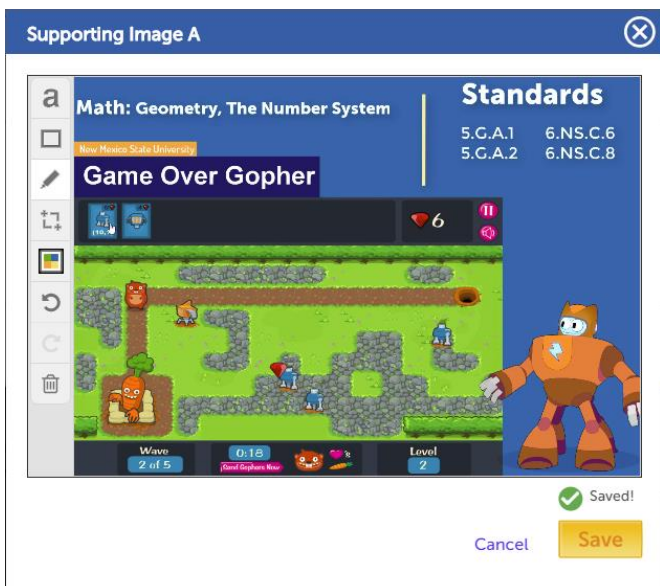 Supporting Image A
a
Math: Geometry, The Number System
New Mexico State University
Game Over Gopher
Standards
5.G.A.1 6.NS.C.6
5.G.A.2 6.NS.C.8
6
Wave
2 of 5
0:18
Send Gophers Now
Level
2
Saved!
Cancel
Save